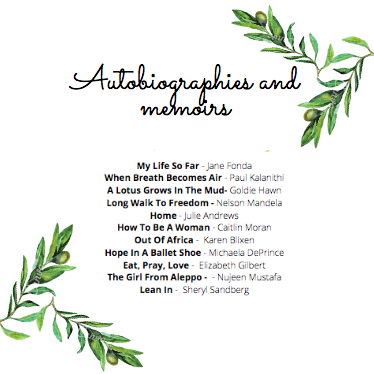 Autobiographies and
memoirs
My Life So Far - Jane Fonda
When Breath Becomes Air - Paul Kalanithi
A Lotus Grows In The Mud- Goldie Hawn
Long Walk To Freedom - Nelson Mandela
Home - Julie Andrews
How To Be A Woman - Caitlin Moran
Out Of Africa - Karen Blixen
Hope In A Ballet Shoe - Michaela DePrince
Eat, Pray, Love - Elizabeth Gilbert
The Girl From Aleppo - - Nujeen Mustafa
Lean In - Sheryl Sandberg